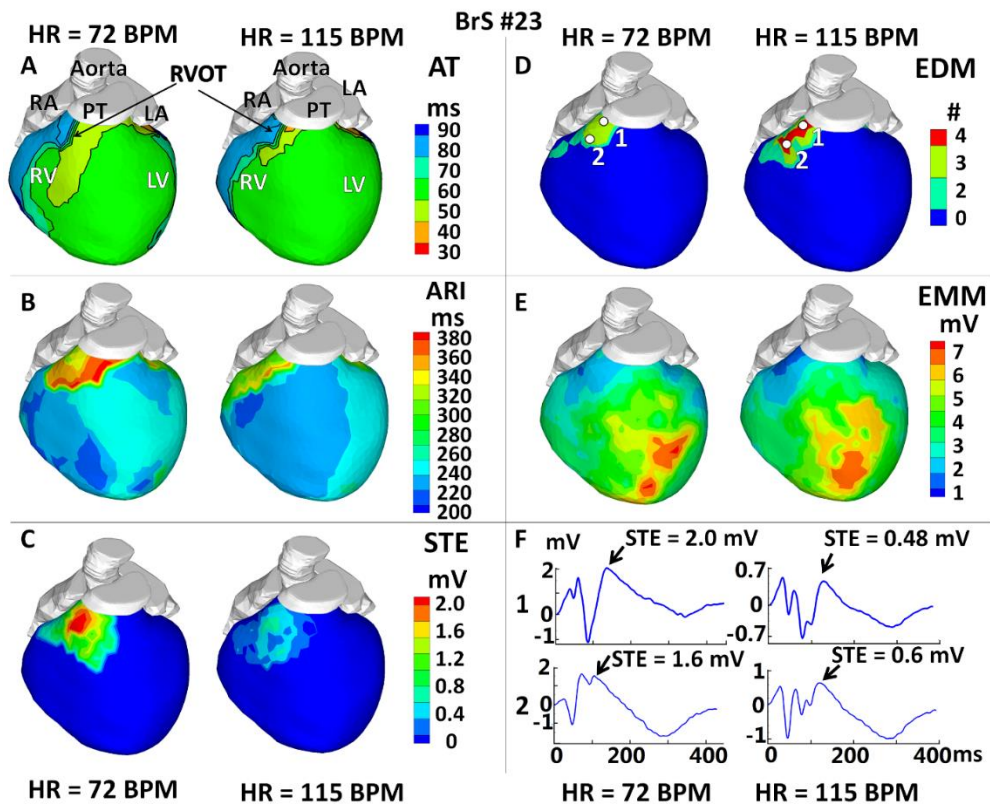 BrS #23
HR = 72 BPM
HR = 115 BPM
A
Aorta
RVOT
RA
PT
LA
RV
LV
Aorta
RA
LA
PT
RV
LV
AT
ms
90
80
70
60
50
40
30
HR = 72 BPM
HR = 115 BPM
D
1
2
1
2
EDM
#
4
3
2
0
B
ARI
ms
380
360
340
320
300
280
260
240
220
200
E
EMM
mV
7
6
5
4
3
2
1
C
STE
mV
2.0
1.6
1.2
0.8
0.4
0
F
mV
STE = 2.0 mV
STE = 0.48 mV
2
1
0
-1
1
0.7
0
-0.7
STE = 1.6 mV
STE = 0.6 mV
2
1
-1
2
1
0
-1
0
200
400
0
200
400ms
HR = 72 BPM
HR = 115 BPM
HR = 72 BPM
HR = 115 BPM